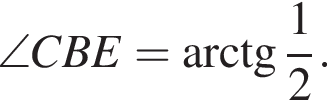 ∠CBE = arctg 1/2.